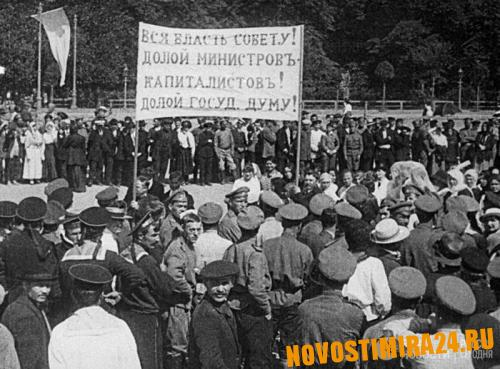 ВСЯ ВЛАСТЬ СОВЕТУ!
ДОЛОЙ МИНИСТРОВЪ-
КАПИТАЛИСТОВЪ!
ДОЛОЙ ГОСУД. ДУМУ!
NOVOSTIMIRA24.RU